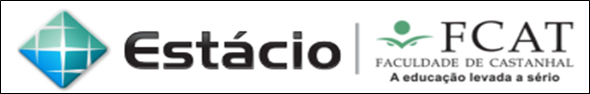 Estácio
FCAT
FACULDADE DE CASTANHAL
A educação levada a sério